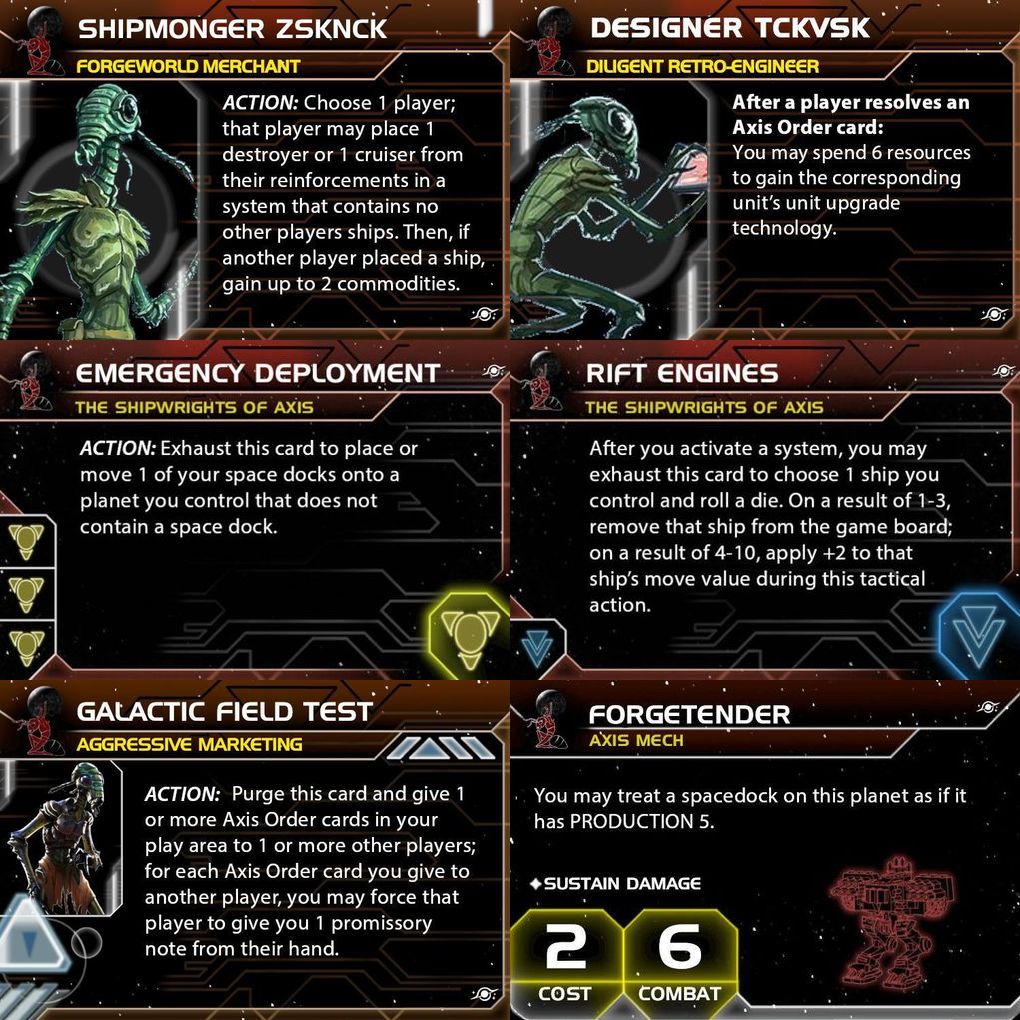 SHIPMONGER ZSKNCK
FORGEWORLD MERCHANT
ACTION: Choose 1 player;
that player may place 1
destroyer or 1 cruiser from
their reinforcements in a
system that contains no
other players ships. Then, if
another player placed a ship,
gain up to 2 commodities.
DESIGNER TCKVSK
DILIGENT RETRO-ENGINEER
After a player resolves an
Axis Order card:
You may spend 6 resources
to gain the corresponding
unit's unit upgrade
technology.
EMERGENCY DEPLOYMENT
THE SHIPWRIGHTS OF AXIS
ACTION: Exhaust this card to place or
move 1 of your space docks onto a
planet you control that does not
contain a space dock.
RIFT ENGINES
THE SHIPWRIGHTS OF AXIS
After you activate a system, you may
exhaust this card to choose 1 ship you
control and roll a die. On a result of 1-3,
remove that ship from the game board;
on a result of 4-10, apply +2 to that
ship's move value during this tactical
action.
GALACTIC FIELD TEST
AGGRESSIVE MARKETING
ACTION: Purge this card and give 1
or more Axis Order cards in your
play area to 1 or more other players;
for each Axis Order card you give to
another player, you may force that
player to give you 1 promissory
note from their hand.
FORGETENDER
AXIS MECH
You may treat a spacedock on this planet as if it
has PRODUCTION 5.
SUSTAIN DAMAGE
2 6
COST COMBAT